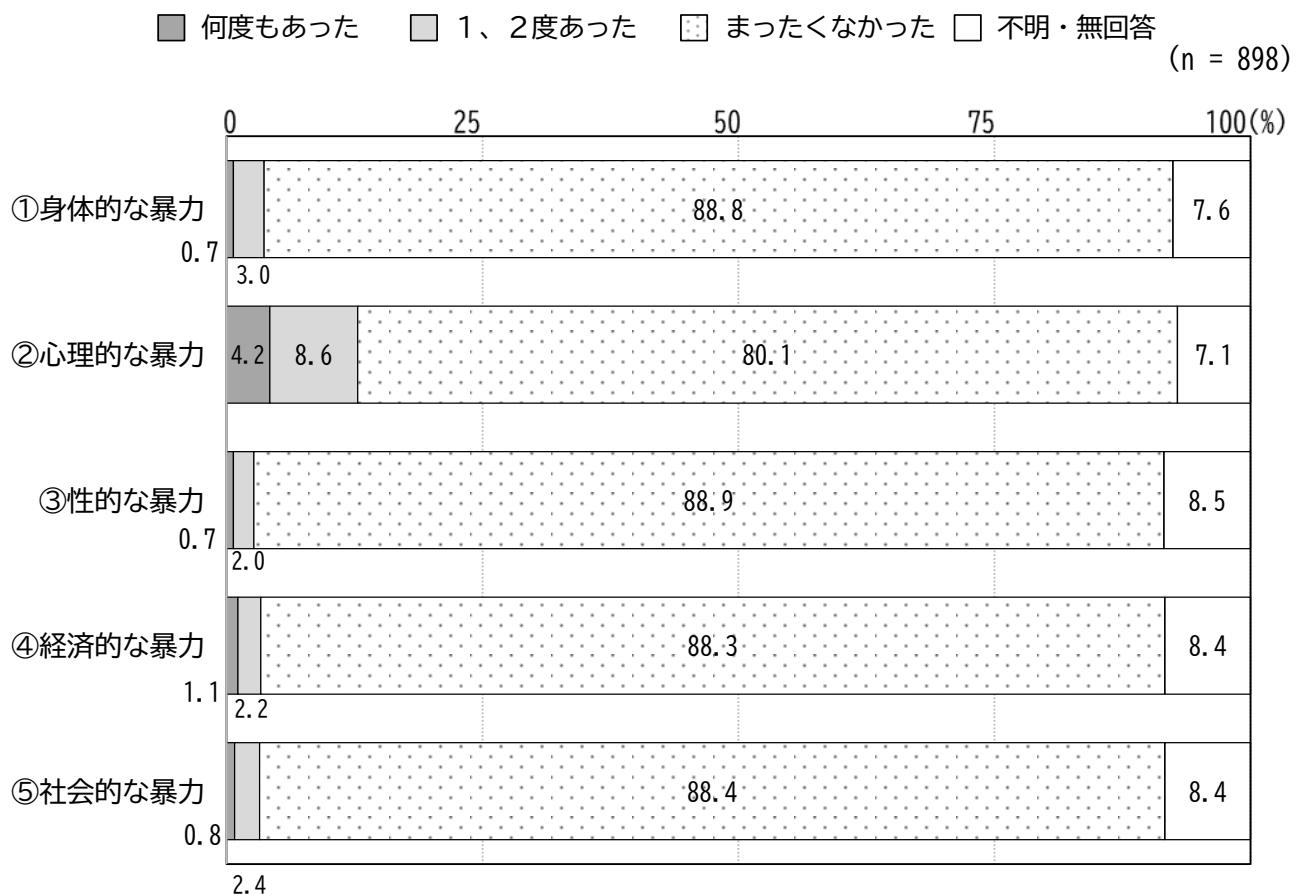 何度もあった １、２度あった まったくなかった 不明・無回答
(n = 898)
0 25 50 75 100(%)
①身体的な暴力 88.8 7.6
0.7
3.0
②心理的な暴力 4.2 8.6 80.1 7.1
③性的な暴力 88.9 8.5
0.7
2.0
④経済的な暴力 88.3 8.4
1.1
2.2
⑤社会的な暴力 88.4 8.4
0.8
2.4